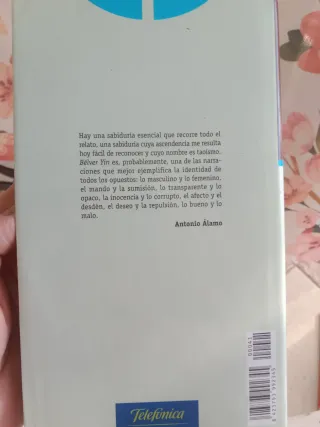 Hay una sabiduría esencial que recorre todo el
relato, una sabiduría cuya ascendencia me resulta
hoy fácil de reconocer y cuyo nombre es taoísmo.
Bélver Yin es, probablemente, una de las narra-
ciones que mejor ejemplifica la identidad de
todos los opuestos: lo masculino y lo femenino,
el mando y la sumisión, lo transparente y lo
opaco, la inocencia y lo corrupto, el afecto y el
desdén, el deseo y la repulsión, lo bueno y lo
malo.
Antonio Álamo
00041
Telefónica